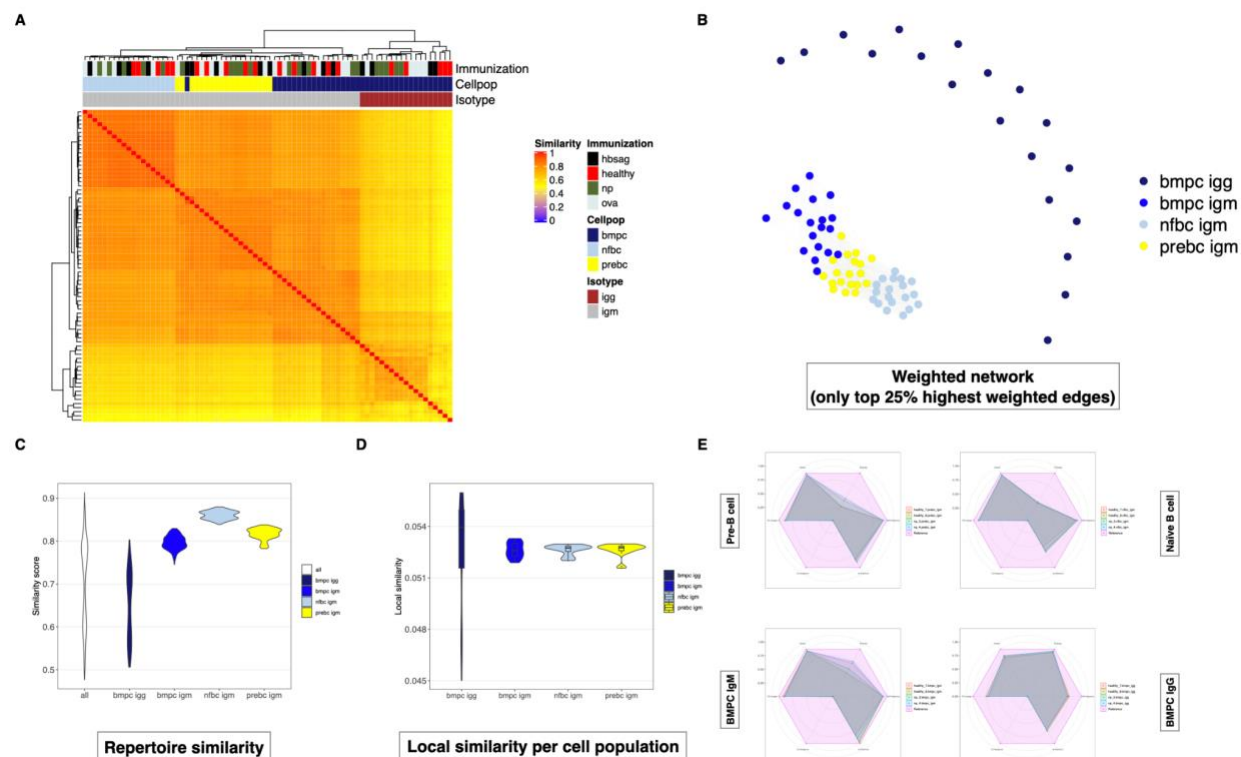 A
Immunization
Cellpop
Isotype
Similarity
1
0.8
0.6
0.4
0.2
0
Immunization
hbsag
healthy
np
ova
Cellpop
bmpc
nfbc
prebc
Isotype
igg
igm
B
bmpc igg
bmpc igm
nfbc igm
prebc igm
Weighted network
(only top 25% highest weighted edges)
C
Similarity score
0.9
0.8
0.7
0.6
0.5
all
bmpc igg
bmpc igm
nfbc igm
prebc igm
all
bmpc igg
bmpc igm
nfbc igm
prebc igm
Repertoire similarity
D
Local similarity
0.054
0.051
0.048
0.045
bmpc igg
bmpc igm
nfbc igm
prebc igm
bmpc igg
bmpc igm
nfbc igm
prebc igm
Local similarity per cell population
E
Pre-B cell
Reference
Naïve B cell
Reference
BMPC IgM
Reference
BMPC IgG
Reference